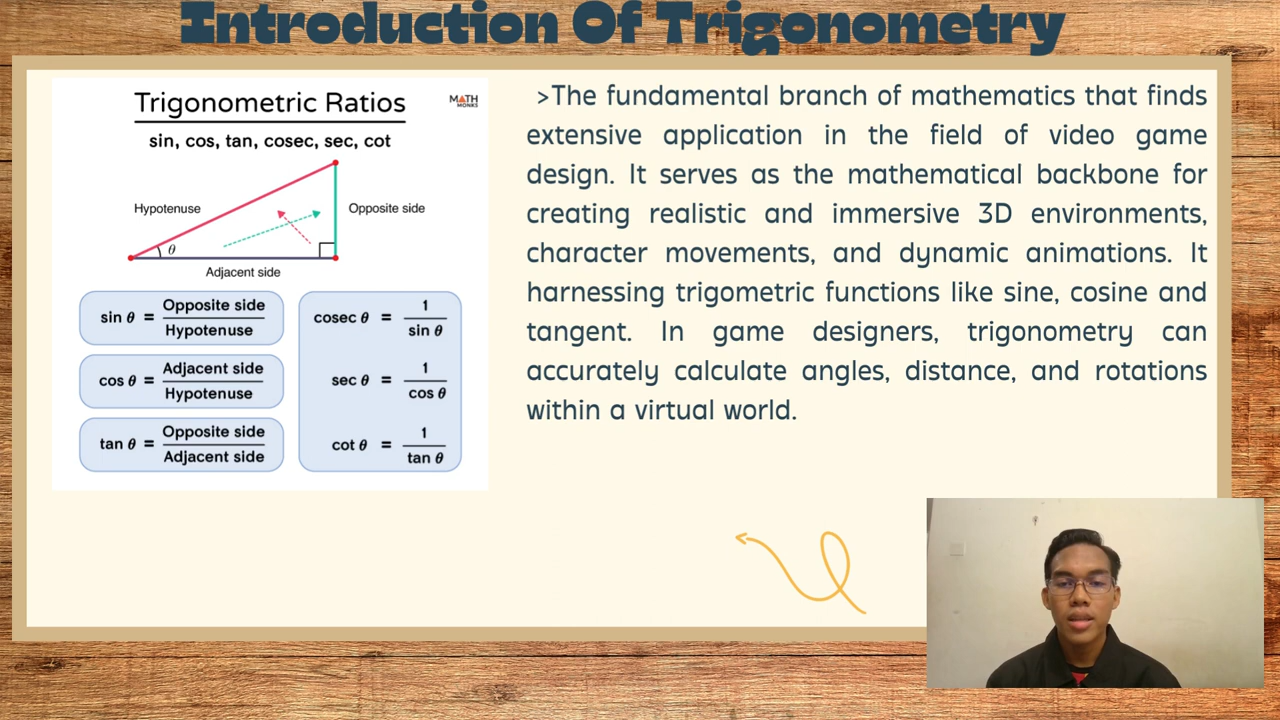 Introduction Of Trigonometry
Trigonometric Ratios
MATH
MONKS
sin, cos, tan, cosec, sec, cot
Hypotenuse
Opposite side
θ
Adjacent side
sin θ = Opposite side / Hypotenuse
cos θ = Adjacent side / Hypotenuse
tan θ = Opposite side / Adjacent side
cosec θ = 1 / sin θ
sec θ = 1 / cos θ
cot θ = 1 / tan θ
>The fundamental branch of mathematics that finds
extensive application in the field of video game
design. It serves as the mathematical backbone for
creating realistic and immersive 3D environments,
character movements, and dynamic animations. It
harnessing trigometric functions like sine, cosine and
tangent. In game designers, trigonometry can
accurately calculate angles, distance, and rotations
within a virtual world.